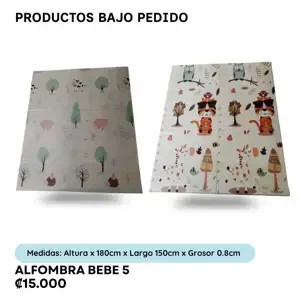 PRODUCTOS BAJO PEDIDO
Medidas: Altura x 180cm x Largo 150cm x Grosor 0.8cm
ALFOMBRA BEBE 5
₡15.000